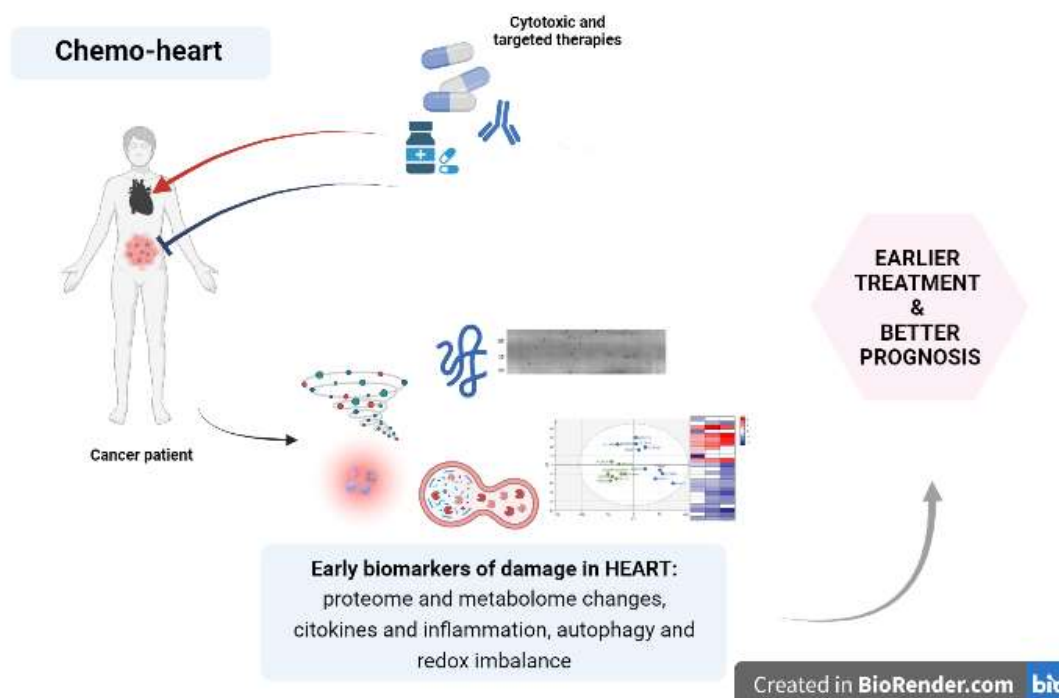 Chemo-heart
Cytotoxic and
targeted therapies
Cancer patient
EARLIER
TREATMENT
&
BETTER
PROGNOSIS
Early biomarkers of damage in HEART:
proteome and metabolome changes,
citokines and inflammation, autophagy and
redox imbalance
Created in BioRender.com